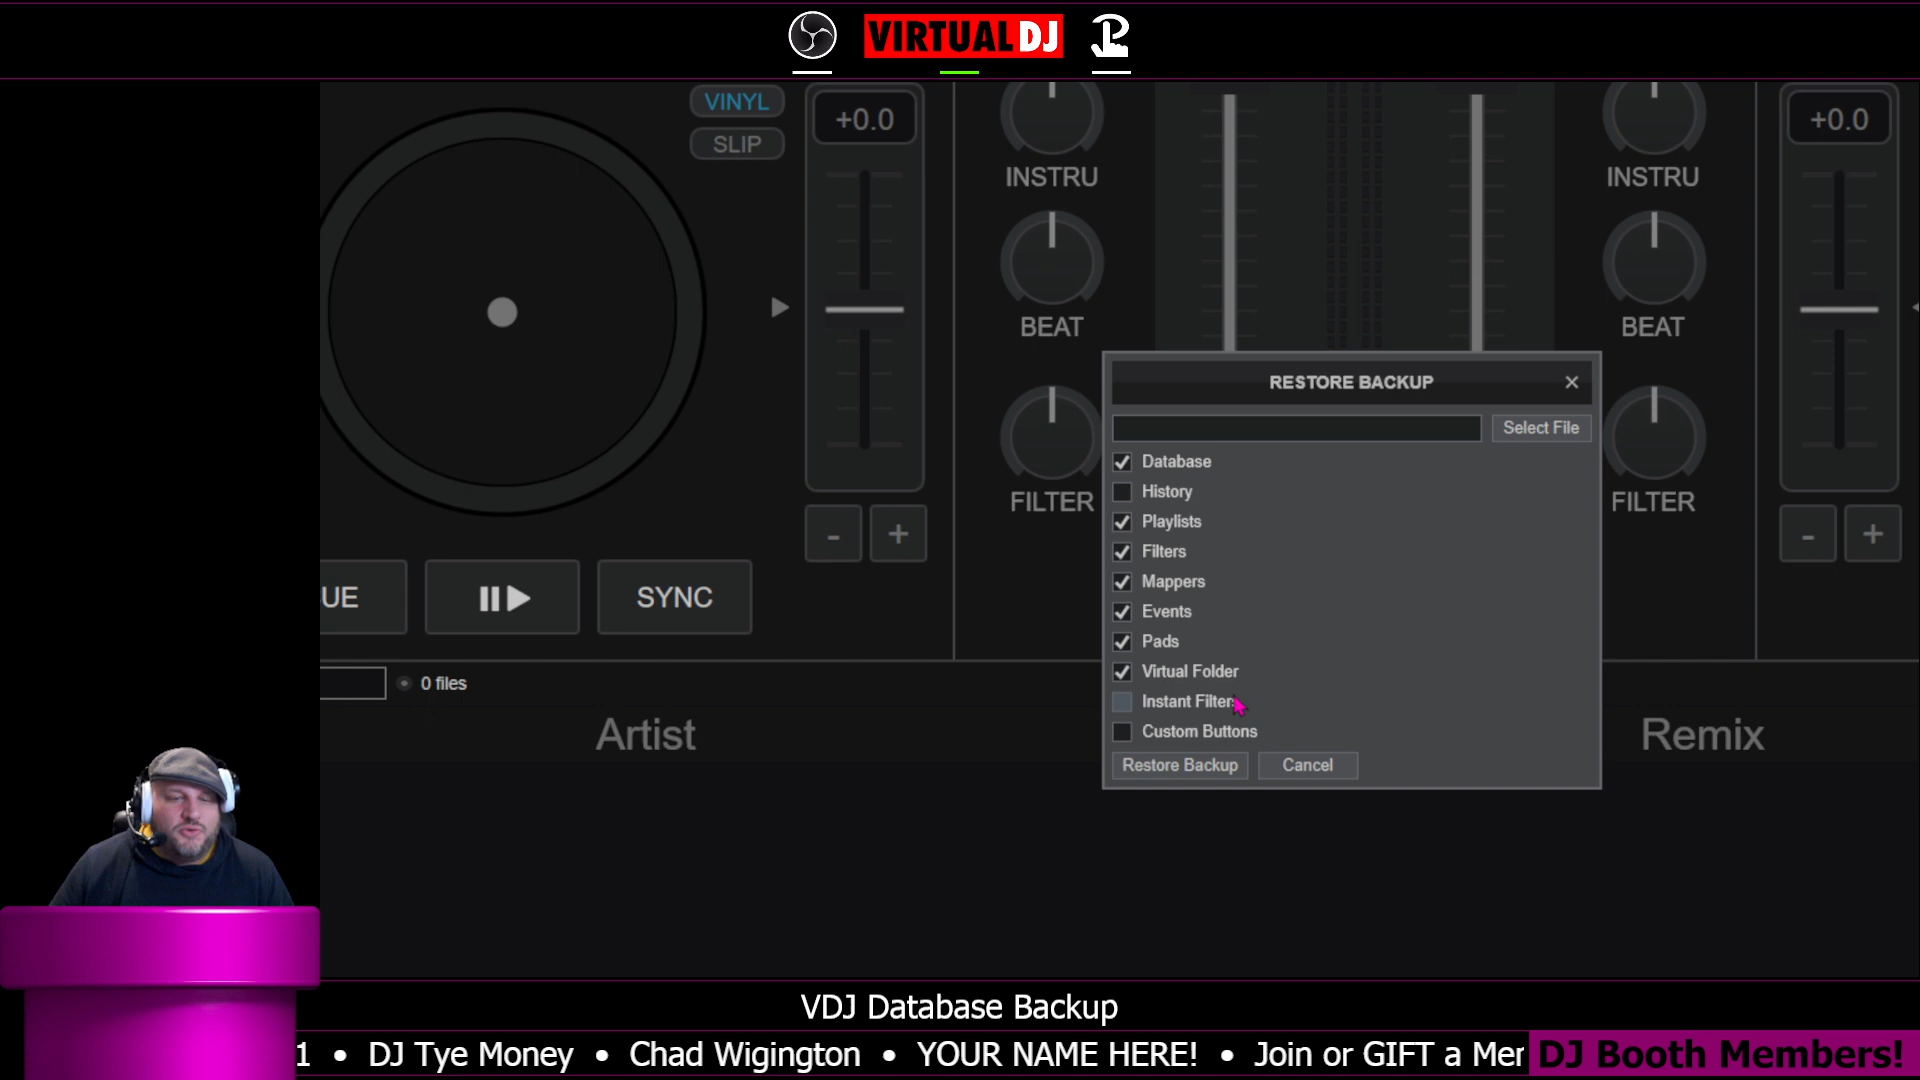 VIRTUAL DJ
VINYL
SLIP
+0.0
INSTRU
BEAT
FILTER
- +
UE
SYNC
INSTRU
BEAT
FILTER
+0.0
- +
RESTORE BACKUP
Select File
Database
History
Playlists
Filters
Mappers
Events
Pads
Virtual Folder
Instant Filter
Custom Buttons
Restore Backup Cancel
0 files
Artist Remix
VDJ Database Backup
1 • DJ Tye Money • Chad Wigington • YOUR NAME HERE! • Join or GIFT a Mer DJ Booth Members!